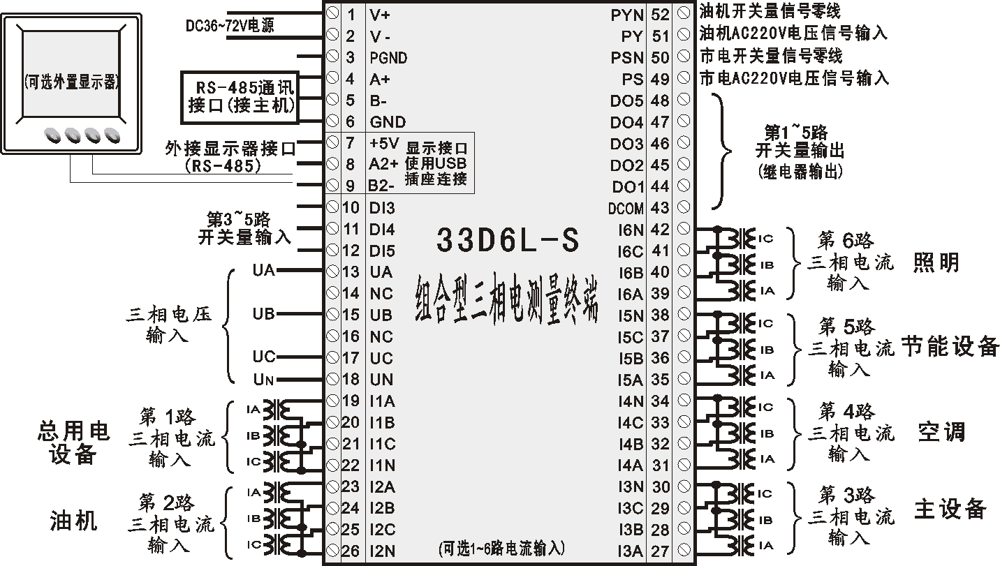 DC36~72V电源
(可选外置显示器)
RS-485通讯
接口(接主机)
外接显示器接口
(RS-485)
第3~5路
开关量输入
三相电压
输入
UA
UB
UC
UN
总用电
设备
第 1路
三相电流
输入
IA
IB
IC
油机
第 2路
三相电流
输入
IA
IB
IC
1 V+
2 V-
3 PGND
4 A+
5 B-
6 GND
7 +5V
8 A2+
9 B2-
显示接口
使用USB
插座连接
10 DI3
11 DI4
12 DI5
13 UA
14 NC
15 UB
16 NC
17 UC
18 UN
19 I1A
20 I1B
21 I1C
22 I1N
23 I2A
24 I2B
25 I2C
26 I2N
33D6L-S
组合型三相电测量终端
(可选1~6路电流输入)
PYN 52
PY 51
PSN 50
PS 49
DO5 48
DO4 47
DO3 46
DO2 45
DO1 44
DCOM 43
I6N 42
I6C 41
I6B 40
I6A 39
I5N 38
I5C 37
I5B 36
I5A 35
I4N 34
I4C 33
I4B 32
I4A 31
I3N 30
I3C 29
I3B 28
I3A 27
油机开关量信号零线
油机AC220V电压信号输入
市电开关量信号零线
市电AC220V电压信号输入
第1~5路
开关量输出
(继电器输出)
IC
IB
IA
第 6路
三相电流
输入
照明
IC
IB
IA
第 5路
三相电流
输入
节能设备
IC
IB
IA
第 4路
三相电流
输入
空调
IC
IB
IA
第 3路
三相电流
输入
主设备